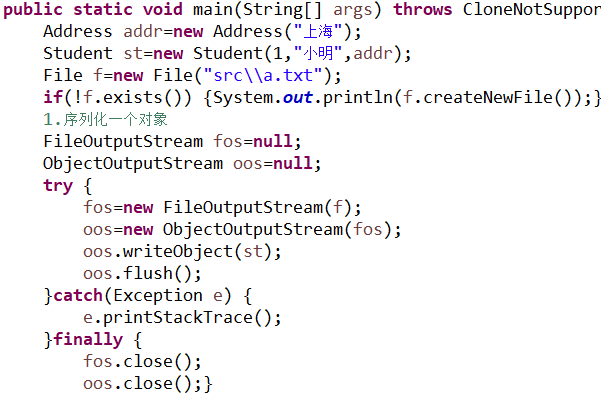 public static void main(String[] args) throws CloneNotSuppor
Address addr=new Address("上海");
Student st=new Student(1,"小明",addr);
File f=new File("src\\a.txt");
if(!f.exists()) {System.out.println(f.createNewFile());}
1.序列化一个对象
FileOutputStream fos=null;
ObjectOutputStream oos=null;
try {
fos=new FileOutputStream(f);
oos=new ObjectOutputStream(fos);
oos.writeObject(st);
oos.flush();
}catch(Exception e) {
e.printStackTrace();
}finally {
fos.close();
oos.close();}